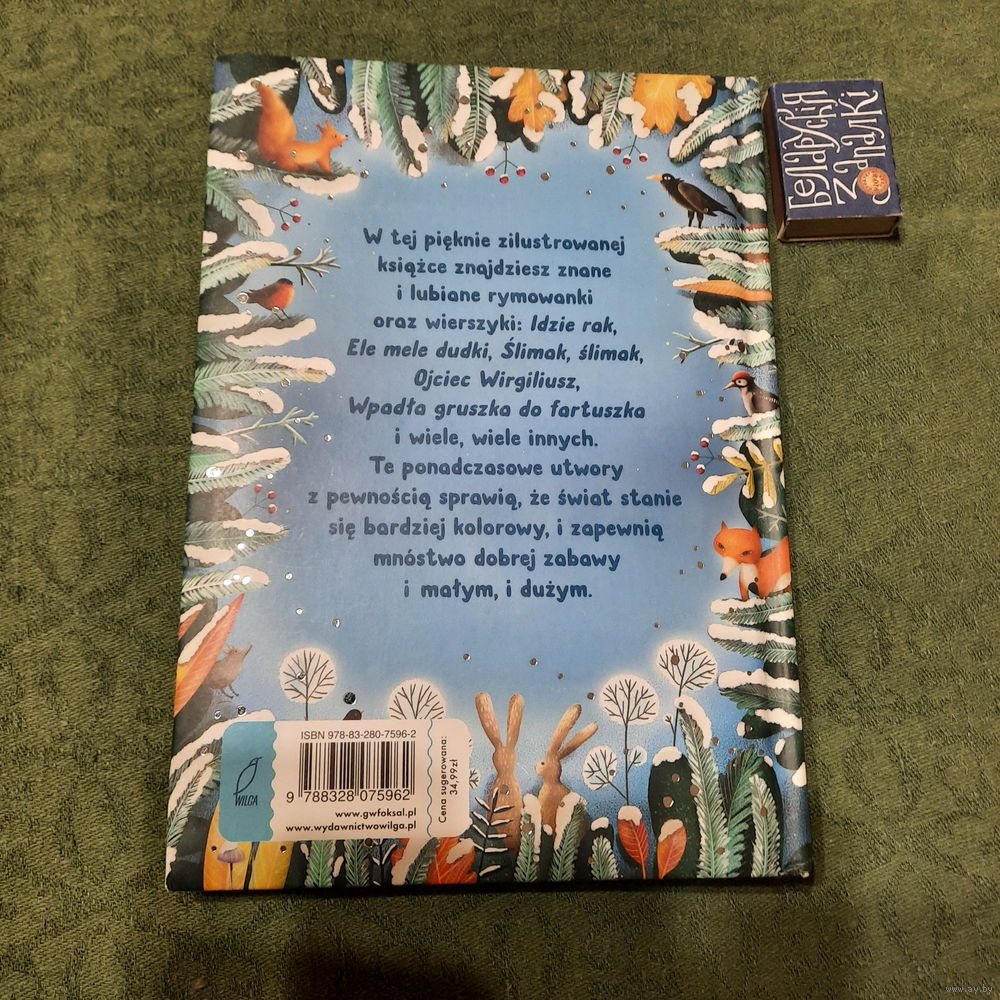 W tej pięknie zilustrowanej
książce znajdziesz znane
i lubiane rymowanki
oraz wierszyki: Idzie rak,
Ele mele dudki, Ślimak, ślimak,
Ojciec Wirgiliusz,
Wpadła gruszka do fartuszka
i wiele, wiele innych.
Te ponadczasowe utwory
z pewnością sprawią, że świat stanie
się bardziej kolorowy, i zapewnią
mnóstwo dobrej zabawy
i małym, i dużym.
ISBN 978-83-280-7596-2
9 788328 075962
www.gwfoksal.pl
www.wydawnictwowilga.pl
WILGA
Cena sugerowana:
34,99zł
Беларускія
Запалкі
www.ay.by